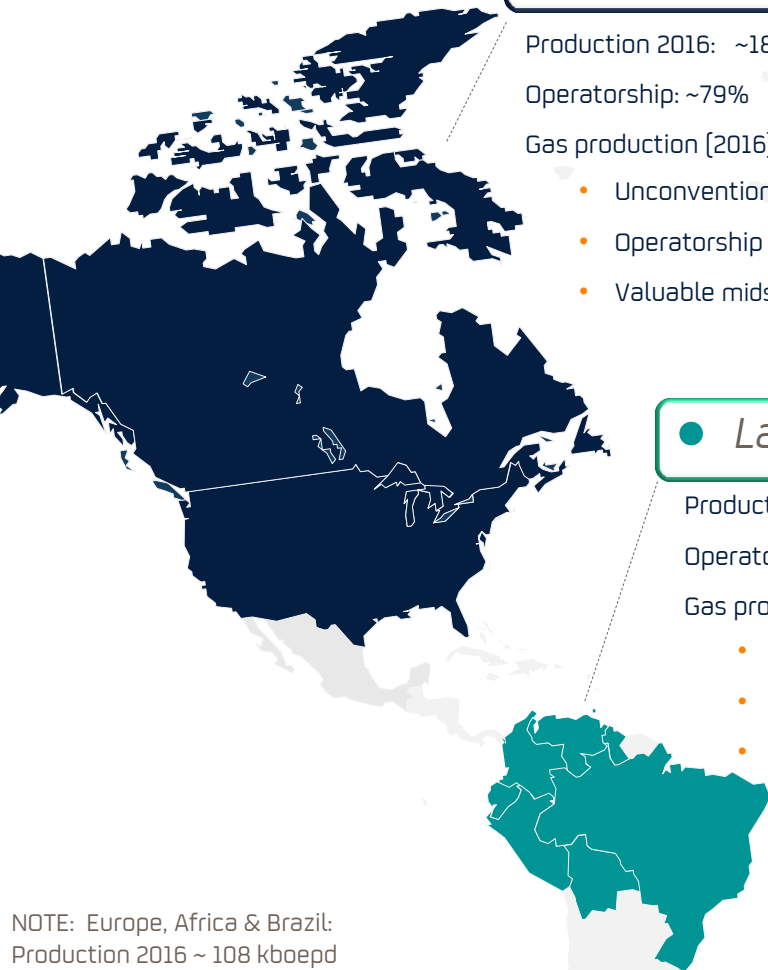 Production 2016: ~18
Operatorship: ~79%
Gas production (2016)
• Unconvention
• Operatorship
• Valuable mids
• La
Product
Operato
Gas pro
•
•
•
NOTE: Europe, Africa & Brazil:
Production 2016 ~ 108 kboepd